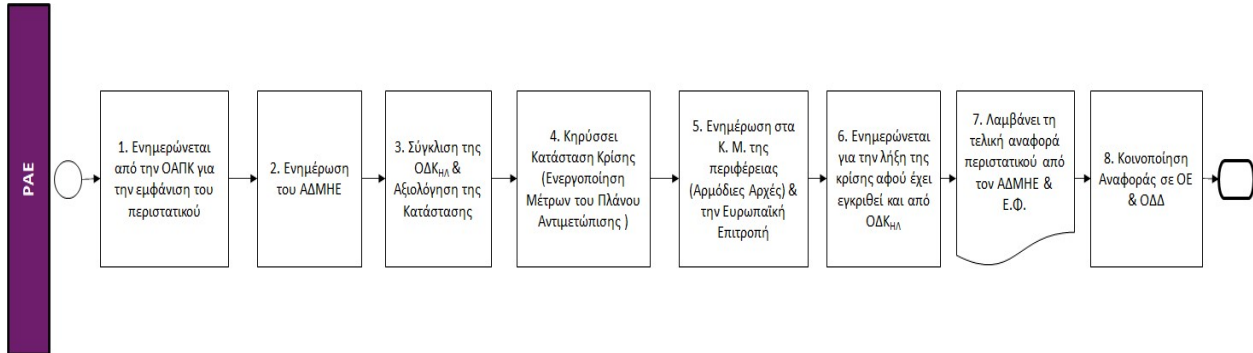 ΡΑΕ
1. Ενημερώνεται
από την ΟΑΠΚ για
την εμφάνιση του
περιστατικού
2. Ενημέρωση
του ΑΔΜΗΕ
3. Σύγκλιση της
ΟΔΚΗΛ &
Αξιολόγηση της
Κατάστασης
4. Κηρύσσει
Κατάσταση Κρίσης
(Ενεργοποίηση
Μέτρων του Πλάνου
Αντιμετώπισης )
5. Ενημέρωση στα
Κ. Μ. της
περιφέρειας
(Αρμόδιες Αρχές) &
την Ευρωπαϊκή
Επιτροπή
6. Ενημερώνεται
για την λήξη της
κρίσης αφού έχει
εγκριθεί και από
ΟΔΚΗΛ
7. Λαμβάνει τη
τελική αναφορά
περιστατικού από
τον ΑΔΜΗΕ &
Ε.Φ.
8. Κοινοποίηση
Αναφοράς σε ΟΕ
& ΟΔΔ